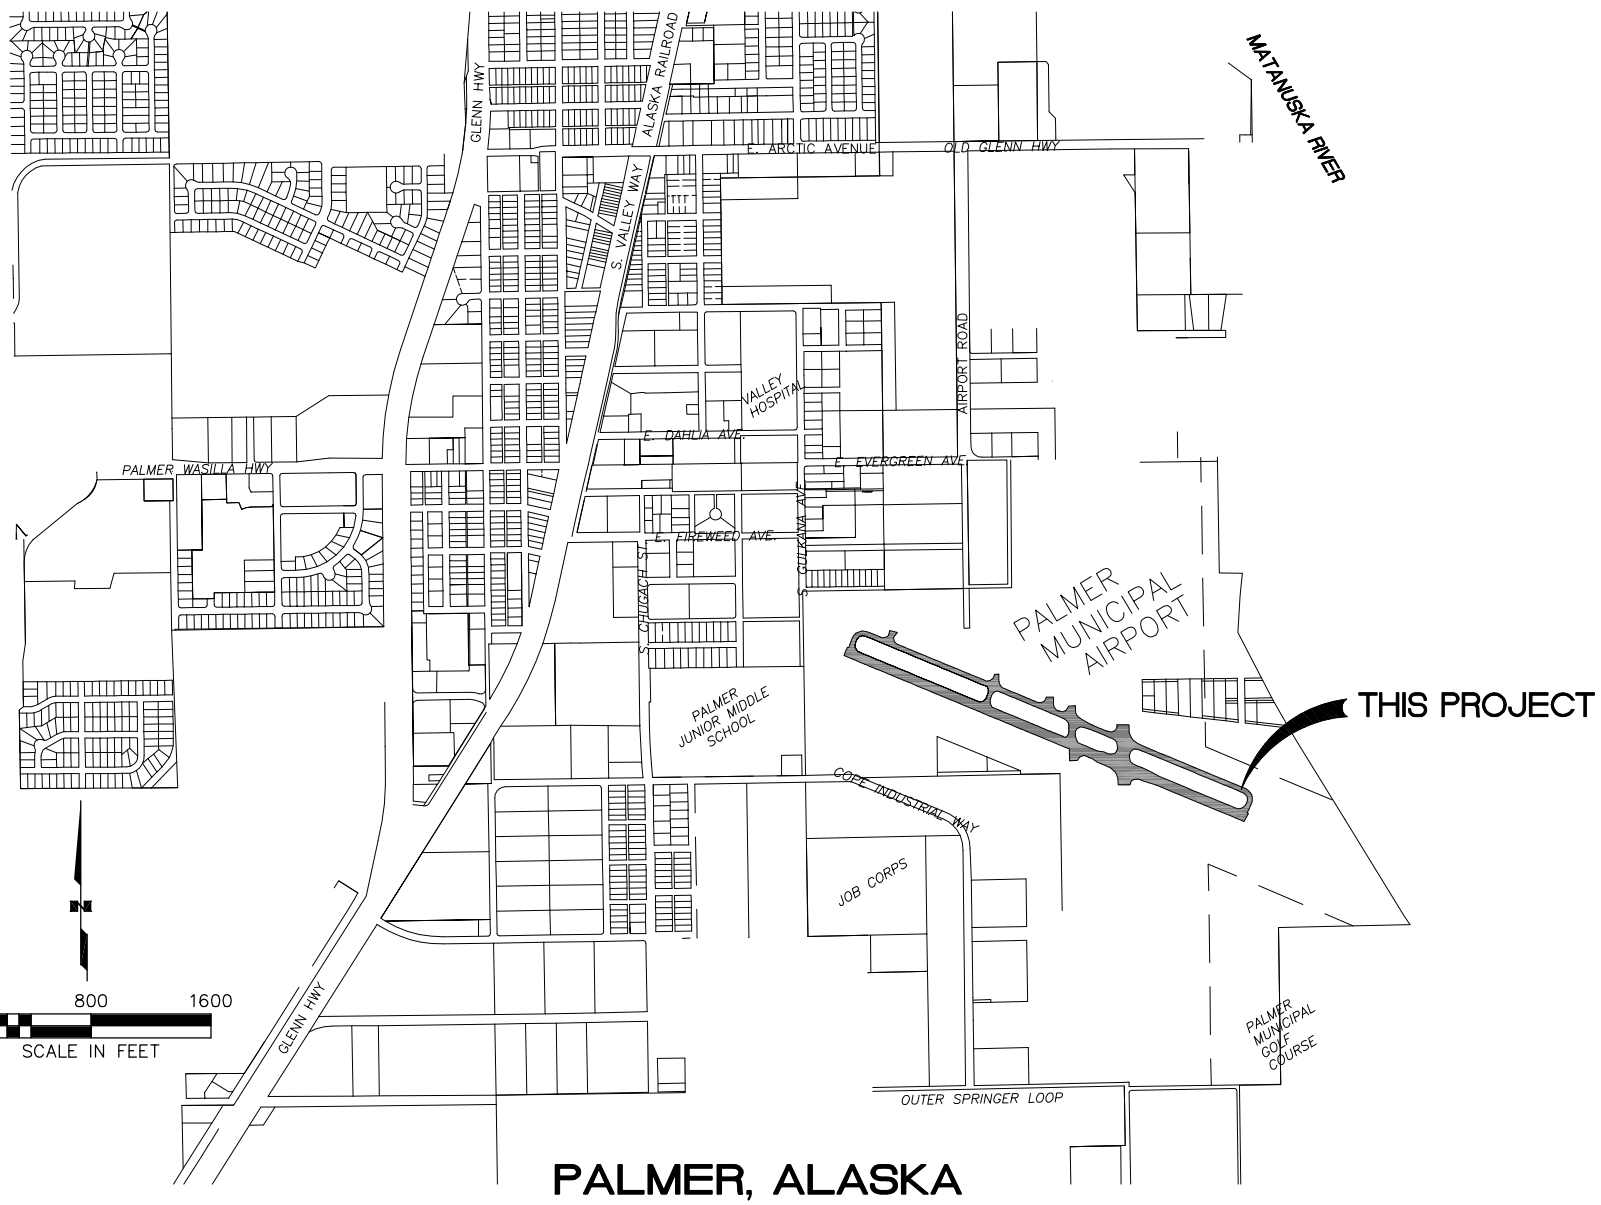 MATANUSKA RIVER
GLENN HWY
ALASKA RAILROAD
E. ARCTIC AVENUE
OLD GLENN HWY
S. VALLEY WAY
AIRPORT ROAD
VALLEY
HOSPITAL
E. DAHLIA AVE.
E. EVERGREEN AVE.
PALMER WASILLA HWY
S GULKANA AVE
E. FIREWEED AVE.
S. CHUGACH ST.
PALMER
MUNICIPAL
AIRPORT
PALMER
JUNIOR MIDDLE
SCHOOL
THIS PROJECT
COPE INDUSTRIAL WAY
JOB CORPS
N
800 1600
SCALE IN FEET
GLENN HWY
PALMER
MUNICIPAL
GOLF
COURSE
OUTER SPRINGER LOOP
PALMER, ALASKA